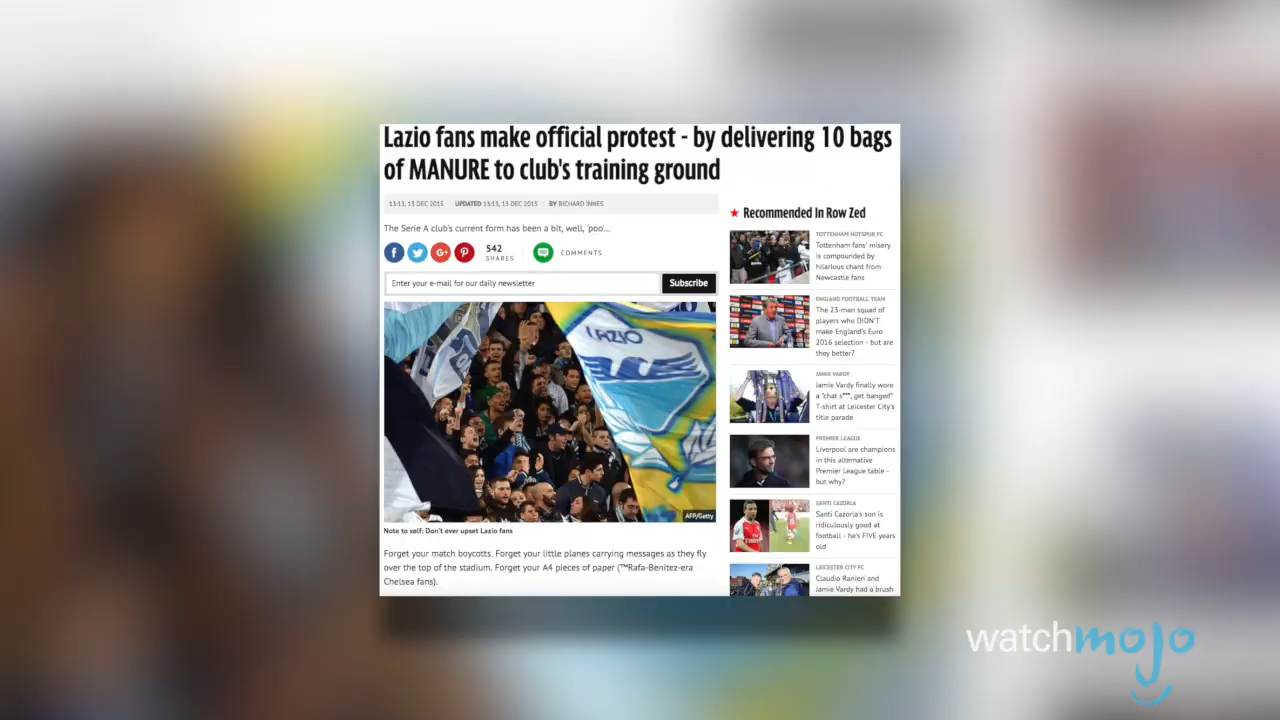 Lazio fans make official protest - by delivering 10 bags
of MANURE to club's training ground
13:13, 13 DEC 2015 UPDATED 13:13, 13 DEC 2015 BY RICHARD INNES
The Serie A club's current form has been a bit, well, 'poo'...
542
SHARES
COMMENTS
Enter your e-mail for our daily newsletter
Subscribe
LAZIO
AFP/Getty
Note to self: Don't ever upset Lazio fans
Forget your match boycotts. Forget your little planes carrying messages as they fly
over the top of the stadium. Forget your A4 pieces of paper (™Rafa-Benitez-era
Chelsea fans).
Recommended In Row Zed
TOTTENHAM HOTSPUR FC
Tottenham fans' misery
is compounded by
hilarious chant from
Newcastle fans
ENGLAND FOOTBALL TEAM
The 23-man squad of
players who DIDN'T
make England's Euro
2016 selection - but are
they better?
JAMIE VARDY
Jamie Vardy finally wore
a "chat s***, get banged"
T-shirt at Leicester City's
title parade
PREMIER LEAGUE
Liverpool are champions
in this alternative
Premier League table -
but why?
SANTI CAZORLA
Santi Cazorla's son is
ridiculously good at
football - he's FIVE years
old
LEICESTER CITY FC
Claudio Ranieri and
Jamie Vardy had a brush
watchmojo